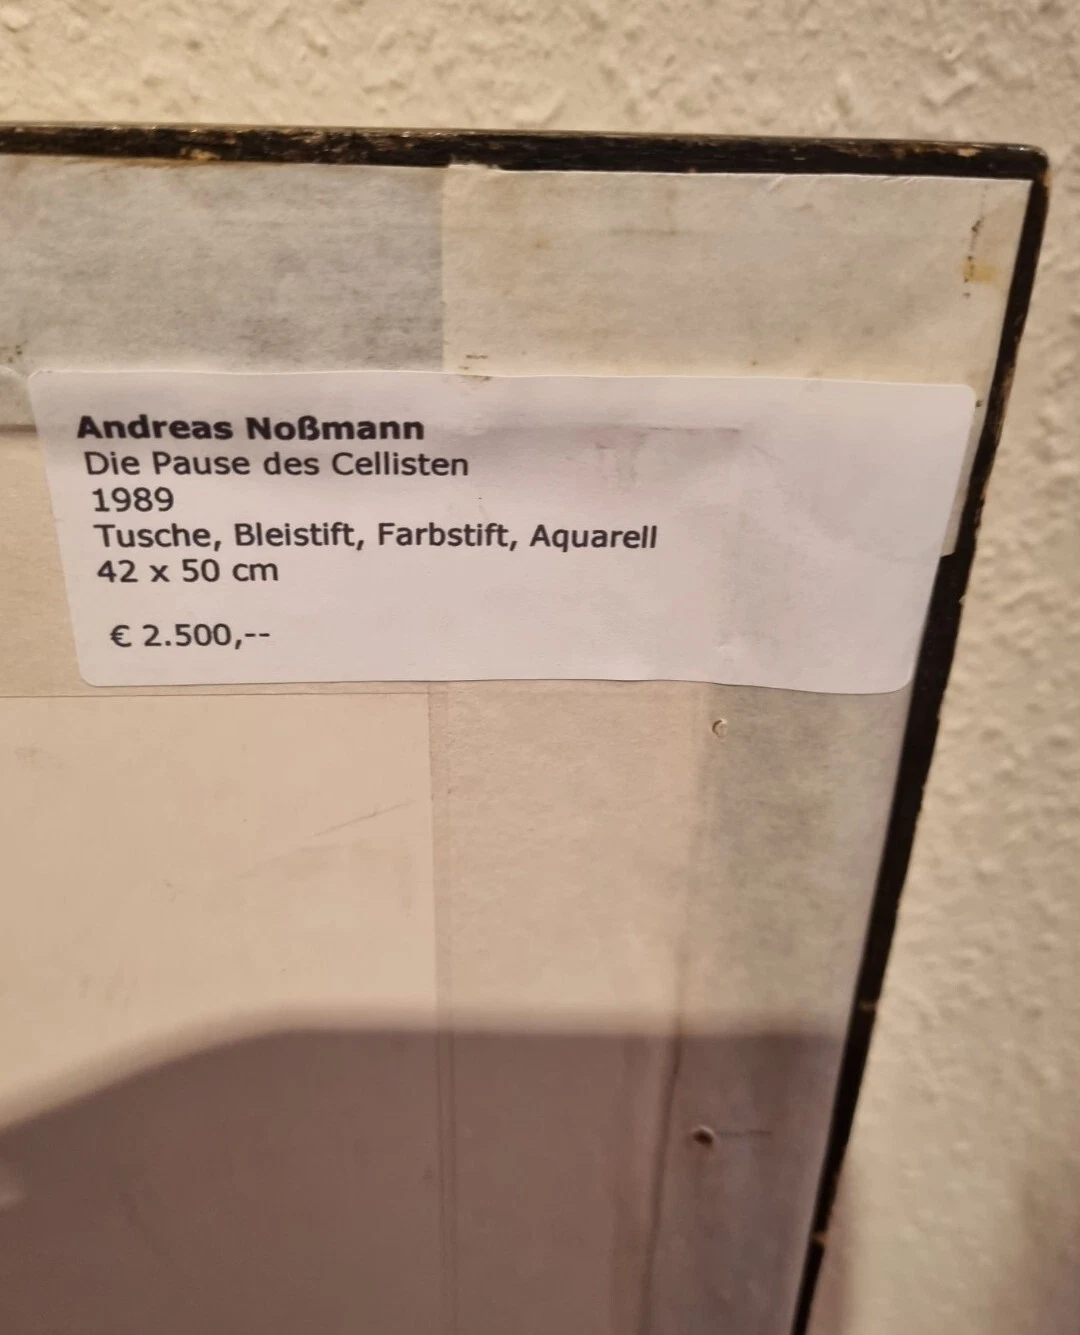 Andreas Noßmann
Die Pause des Cellisten
1989
Tusche, Bleistift, Farbstift, Aquarell
42 x 50 cm
€ 2.500,--